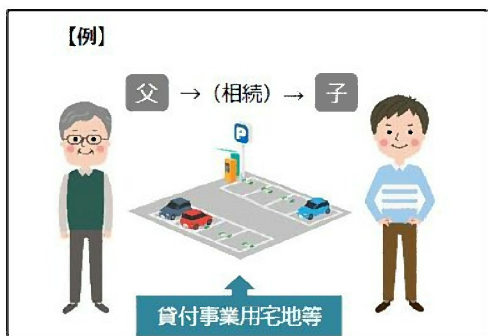 【例】
父 → (相続) → 子
P
貸付事業用宅地等